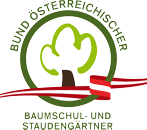 BUND ÖSTERREICHISCHER
BAUMSCHUL- UND
STAUDENGÄRTNER